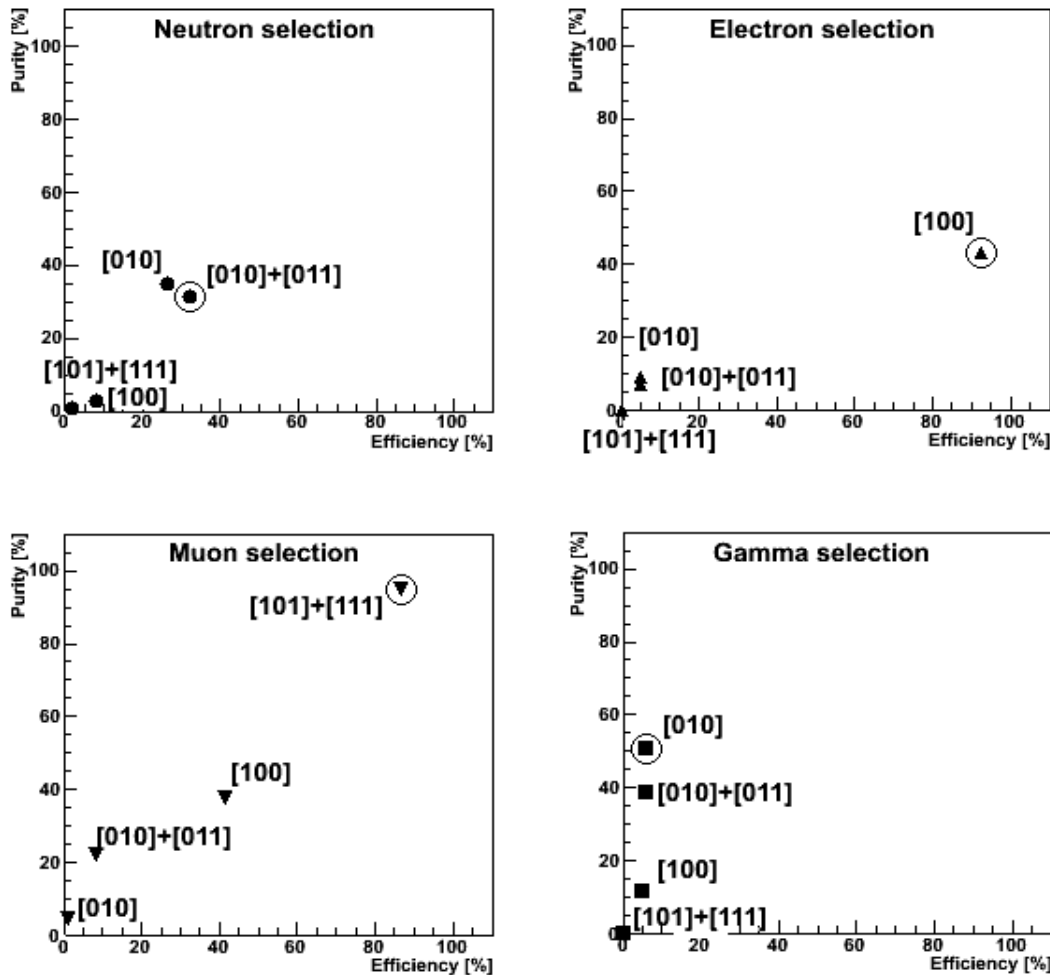 Neutron selection
Purity [%]
100
80
60
40
20
0
[010]
[010]+[011]
[101]+[111]
[100]
0 20 40 60 80 100
Efficiency [%]
Electron selection
Purity [%]
100
80
60
40
20
0
[100]
[010]
[010]+[011]
[101]+[111]
0 20 40 60 80 100
Efficiency [%]
Muon selection
Purity [%]
100
80
60
40
20
0
[101]+[111]
[100]
[010]+[011]
[010]
0 20 40 60 80 100
Efficiency [%]
Gamma selection
Purity [%]
100
80
60
40
20
0
[010]
[010]+[011]
[100]
[101]+[111]
0 20 40 60 80 100
Efficiency [%]